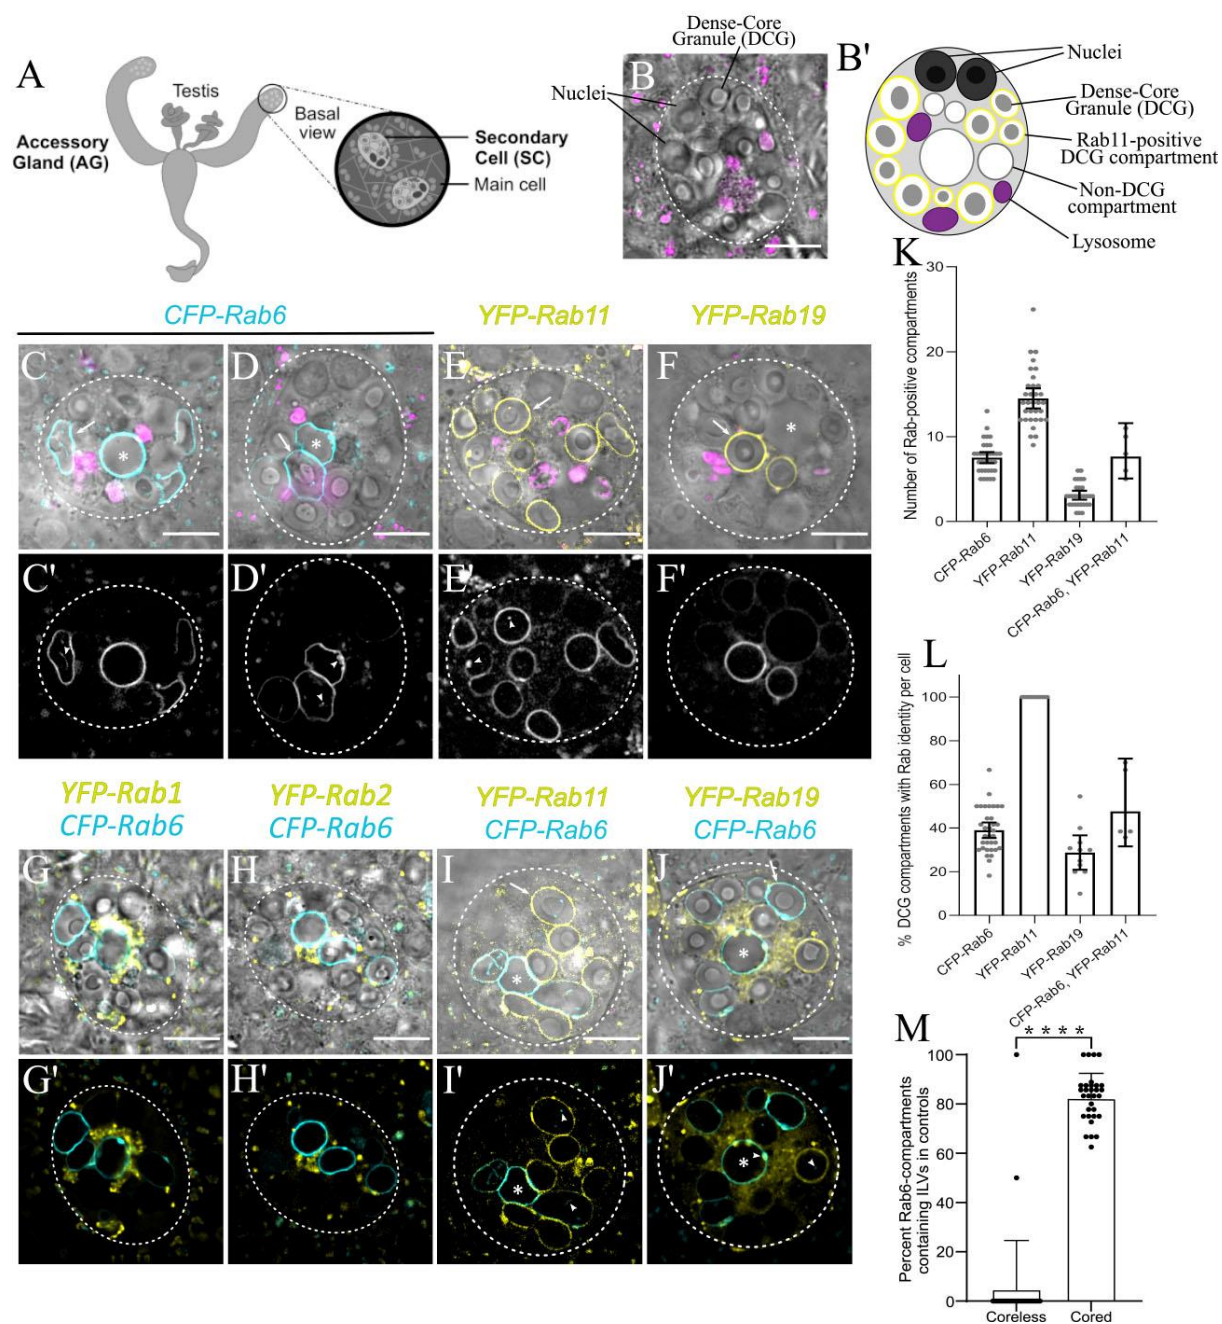 A
Testis
Accessory
Gland (AG)
Basal
view
Secondary
Cell (SC)
Main cell
B
Dense-Core
Granule (DCG)
Nuclei
B'
Nuclei
Dense-Core
Granule (DCG)
Rab11-positive
DCG compartment
Non-DCG
compartment
Lysosome
CFP-Rab6
YFP-Rab11
YFP-Rab19
C
*
D
*
E
F
*
C'
D'
E'
F'
YFP-Rab1
CFP-Rab6
YFP-Rab2
CFP-Rab6
YFP-Rab11
CFP-Rab6
YFP-Rab19
CFP-Rab6
G
H
I
*
J
*
G'
H'
I'
*
J'
*
K
Number of Rab-positive compartments
30
20
10
0
CFP-Rab6
YFP-Rab11
YFP-Rab19
CFP-Rab6, YFP-Rab11
L
% DCG compartments with Rab identity per cell
100
80
60
40
20
0
CFP-Rab6
YFP-Rab11
YFP-Rab19
CFP-Rab6, YFP-Rab11
M
****
Percent Rab6-compartments
containing ILVs in controls
100
80
60
40
20
0
Coreless
Cored